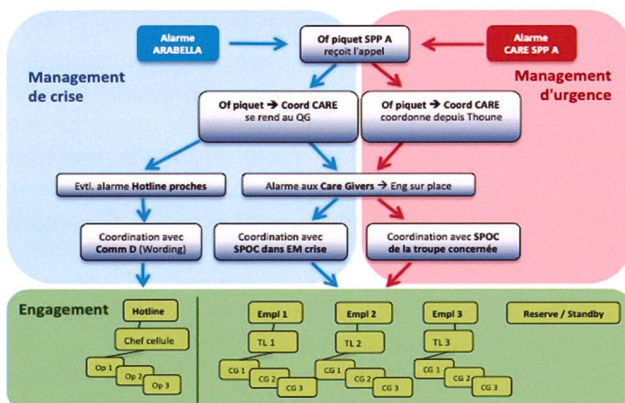 Alarme
ARABELLA
Of piquet SPP A
reçoit l'appel
Alarme
CARE SPP A
Management
de crise
Management
d'urgence
Of piquet ➔ Coord CARE
se rend au QG
Of piquet ➔ Coord CARE
coordonne depuis Thoune
Evtl. alarme Hotline proches
Alarme aux Care Givers ➔ Eng sur place
Coordination avec
Comm D (Wording)
Coordination avec
SPOC dans EM crise
Coordination avec SPOC
de la troupe concernée
Engagement
Hotline
Empl 1
Empl 2
Empl 3
Reserve / Standby
Chef cellule
TL 1
TL 2
TL 3
Op 1
Op 2
Op 3
CG 1
CG 2
CG 3
CG 1
CG 2
CG 3
CG 1
CG 2
CG 3